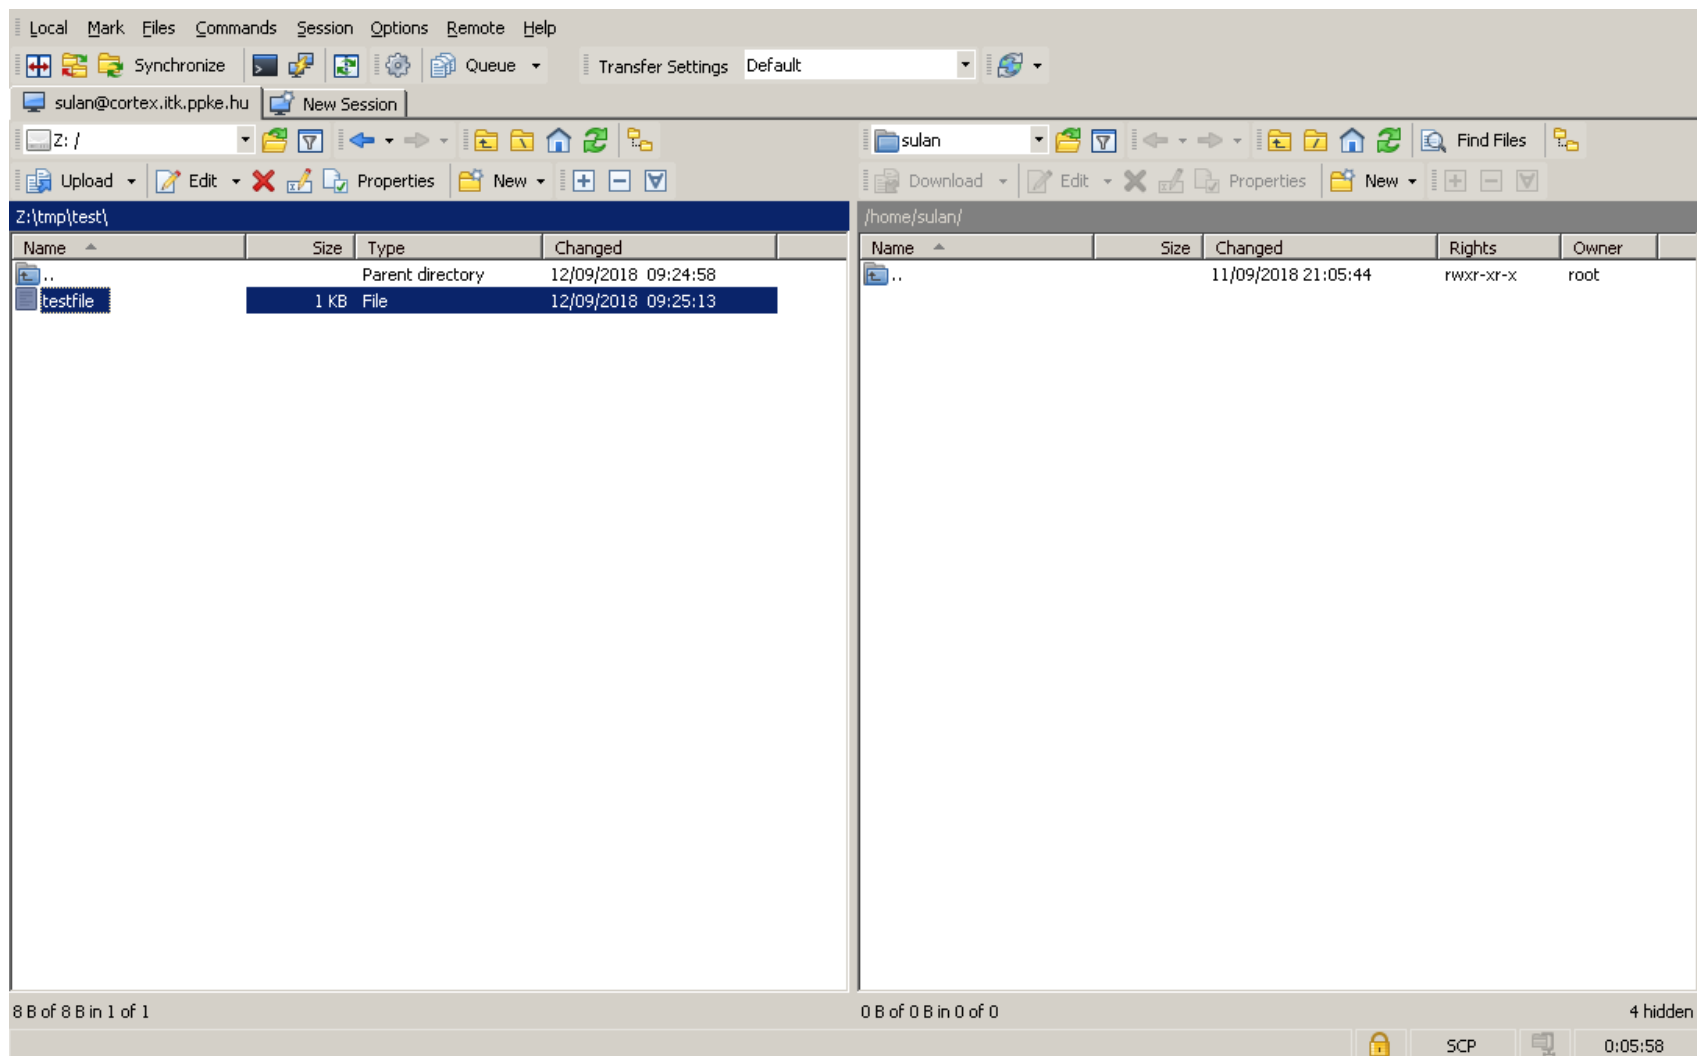 Local Mark Files Commands Session Options Remote Help
Synchronize Queue Transfer Settings Default
sulan@cortex.itk.ppke.hu New Session
Z: /
Upload Edit Properties New
Z:\tmp\test\
Name Size Type Changed
.. Parent directory 12/09/2018 09:24:58
testfile 1 KB File 12/09/2018 09:25:13
8 B of 8 B in 1 of 1
sulan Find Files
Download Edit Properties New
/home/sulan/
Name Size Changed Rights Owner
.. 11/09/2018 21:05:44 rwxr-xr-x root
0 B of 0 B in 0 of 0 4 hidden
SCP 0:05:58